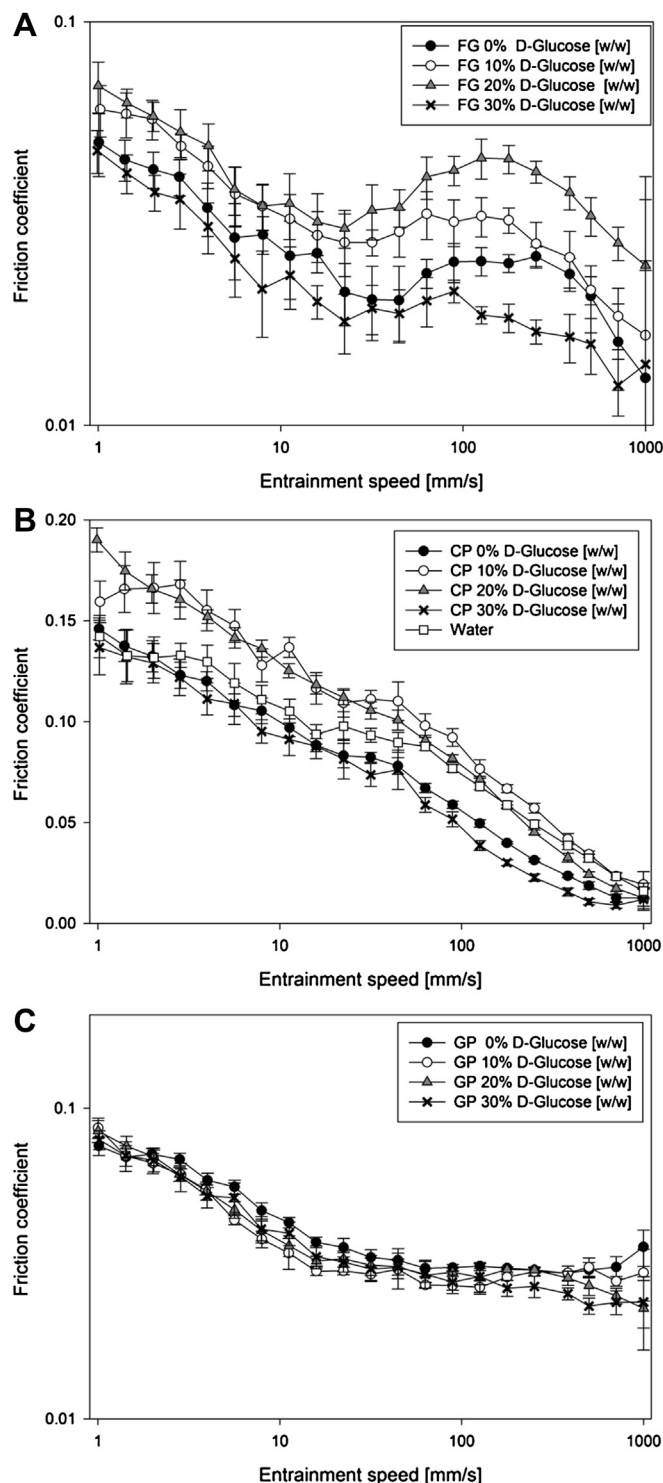 A
0.1
FG 0% D-Glucose [w/w]
FG 10% D-Glucose [w/w]
FG 20% D-Glucose [w/w]
FG 30% D-Glucose [w/w]
Friction coefficient
0.01
1 10 100 1000
Entrainment speed [mm/s]
B
0.20
CP 0% D-Glucose [w/w]
CP 10% D-Glucose [w/w]
CP 20% D-Glucose [w/w]
CP 30% D-Glucose [w/w]
Water
0.15
Friction coefficient
0.10
0.05
0.00
1 10 100 1000
Entrainment speed [mm/s]
C
GP 0% D-Glucose [w/w]
GP 10% D-Glucose [w/w]
GP 20% D-Glucose [w/w]
GP 30% D-Glucose [w/w]
0.1
Friction coefficient
0.01
1 10 100 1000
Entrainment speed [mm/s]